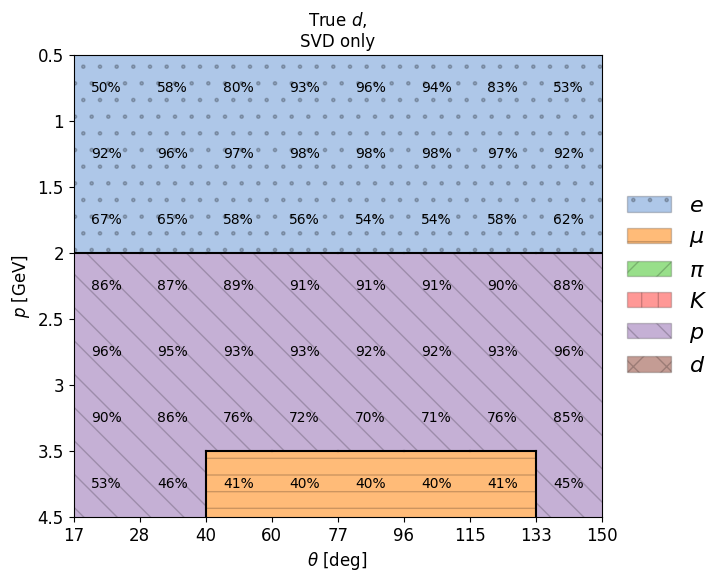 True d,
SVD only
0.5
50% 58% 80% 93% 96% 94% 83% 53%
1
92% 96% 97% 98% 98% 98% 97% 92%
1.5
67% 65% 58% 56% 54% 54% 58% 62%
2
86% 87% 89% 91% 91% 91% 90% 88%
2.5
96% 95% 93% 93% 92% 92% 93% 96%
3
90% 86% 76% 72% 70% 71% 76% 85%
3.5
53% 46% 41% 40% 40% 40% 41% 45%
4.5
p [GeV]
17 28 40 60 77 96 115 133 150
θ [deg]
e
μ
π
K
p
d